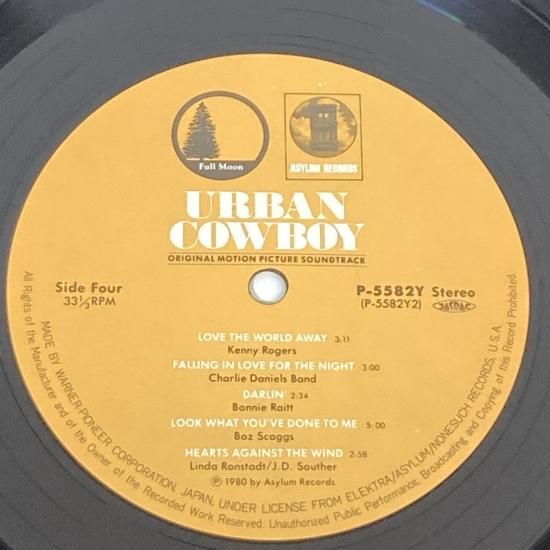 Full Moon
ASYLUM RECORDS
URBAN
COWBOY
ORIGINAL MOTION PICTURE SOUNDTRACK
Side Four
33⅓RPM
P-5582Y Stereo
(P-5582Y2)
JASRAC
LOVE THE WORLD AWAY 3:11
Kenny Rogers
FALLING IN LOVE FOR THE NIGHT 3:00
Charlie Daniels Band
DARLIN' 2:34
Bonnie Raitt
LOOK WHAT YOU'VE DONE TO ME 5:00
Boz Scaggs
HEARTS AGAINST THE WIND 2:58
Linda Ronstadt/J.D. Souther
Ⓟ 1980 by Asylum Records
MADE BY WARNER-PIONEER CORPORATION, JAPAN, UNDER LICENSE FROM ELEKTRA/ASYLUM/NONESUCH RECORDS, U.S.A.
All Rights of the Manufacturer and of the Owner of the Recorded Work Reserved. Unauthorized Public Performance, Broadcasting and Copying of this Record Prohibited.